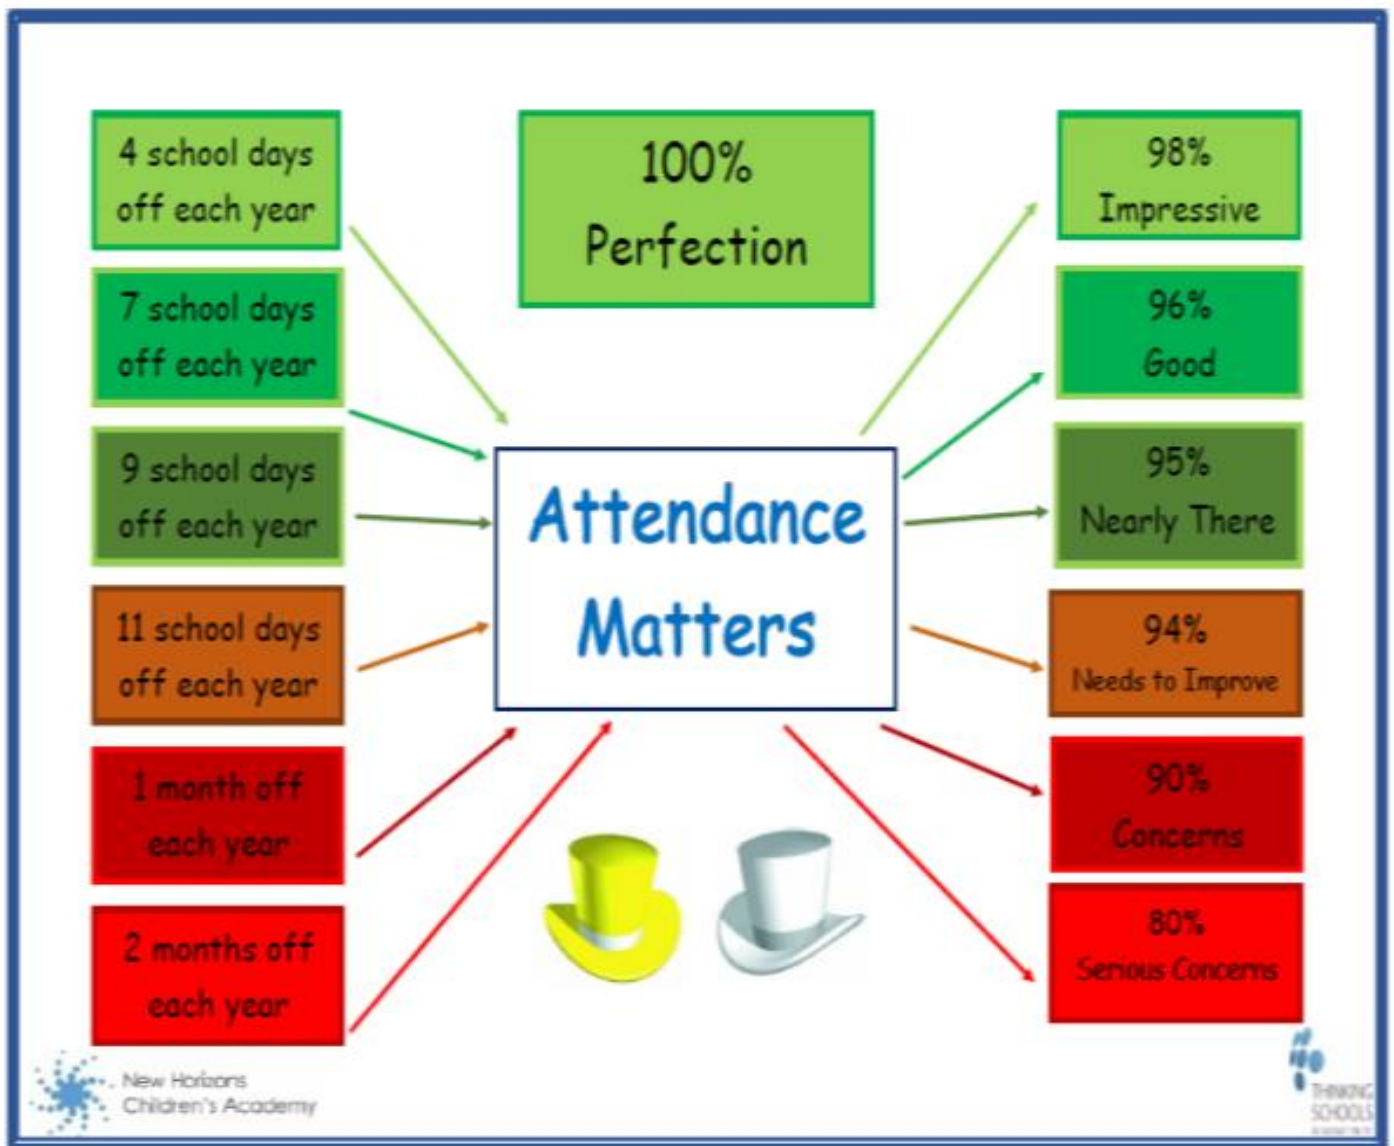 4 school days
off each year
7 school days
off each year
9 school days
off each year
11 school days
off each year
1 month off
each year
2 months off
each year
100%
Perfection
Attendance
Matters
98%
Impressive
96%
Good
95%
Nearly There
94%
Needs to Improve
90%
Concerns
80%
Serious Concerns
New Horizons
Children's Academy
THINKING
SCHOOLS